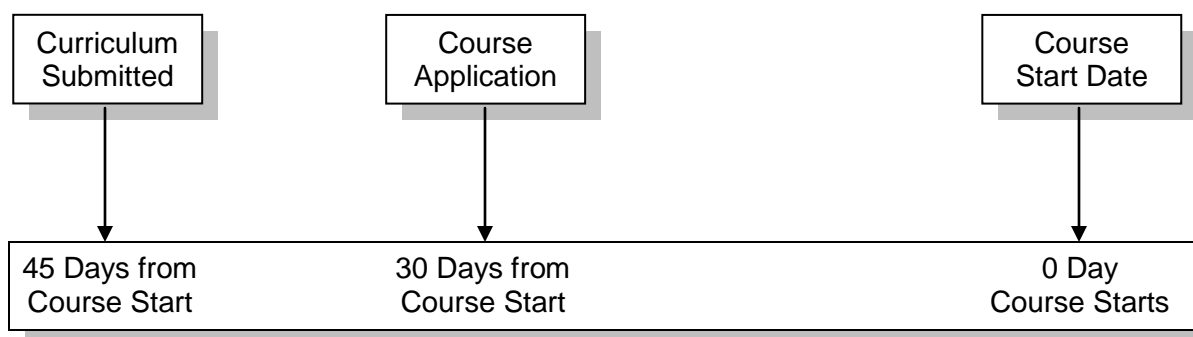 Curriculum
Submitted
Course
Application
Course
Start Date
45 Days from
Course Start
30 Days from
Course Start
0 Day
Course Starts